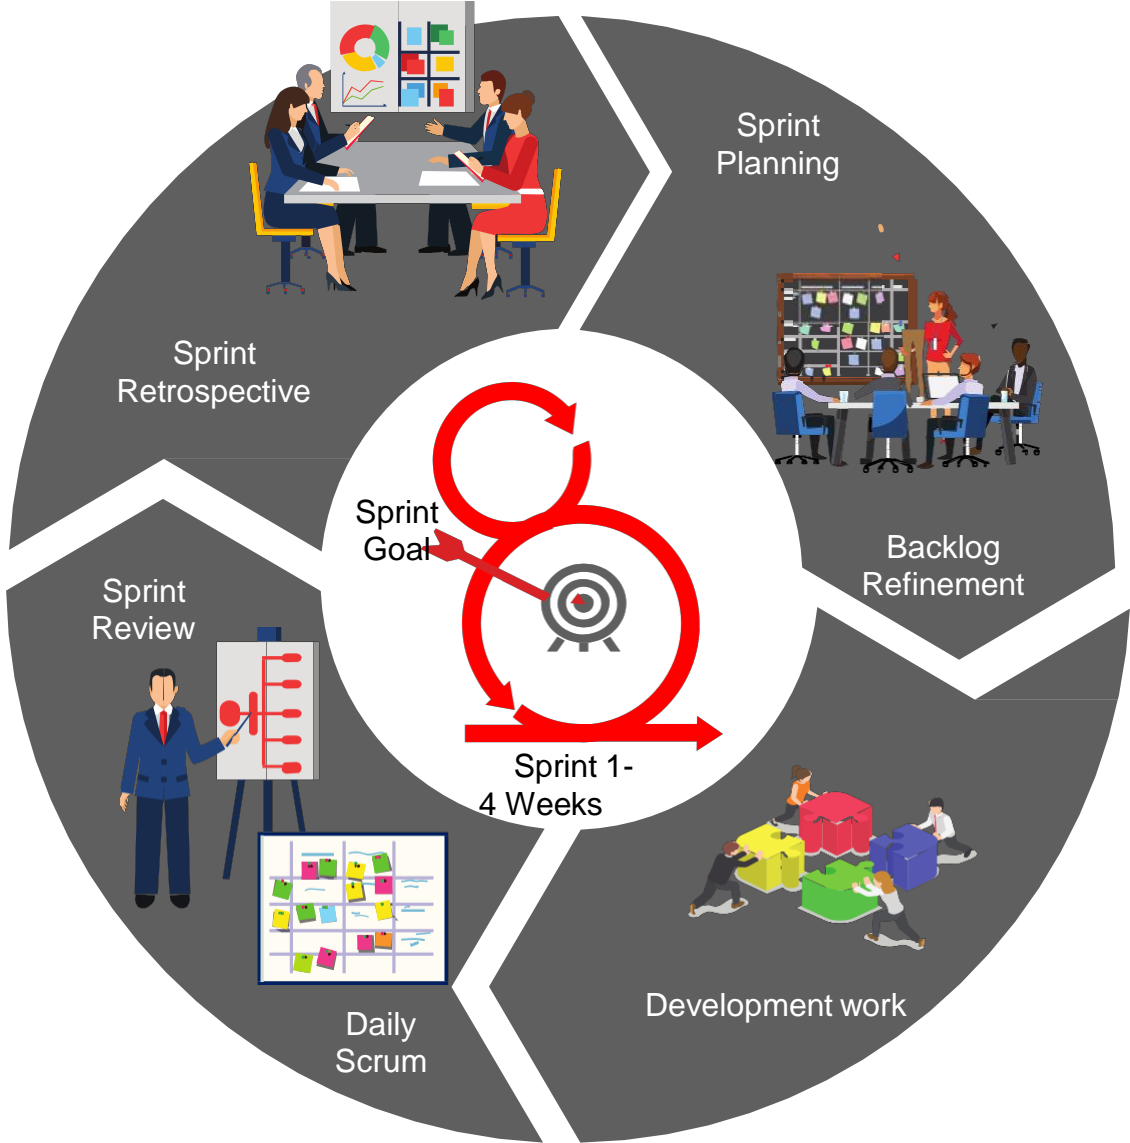 Sprint
Planning
Backlog
Refinement
Development work
Daily
Scrum
Sprint
Review
Sprint
Retrospective
Sprint
Goal
Sprint 1-
4 Weeks